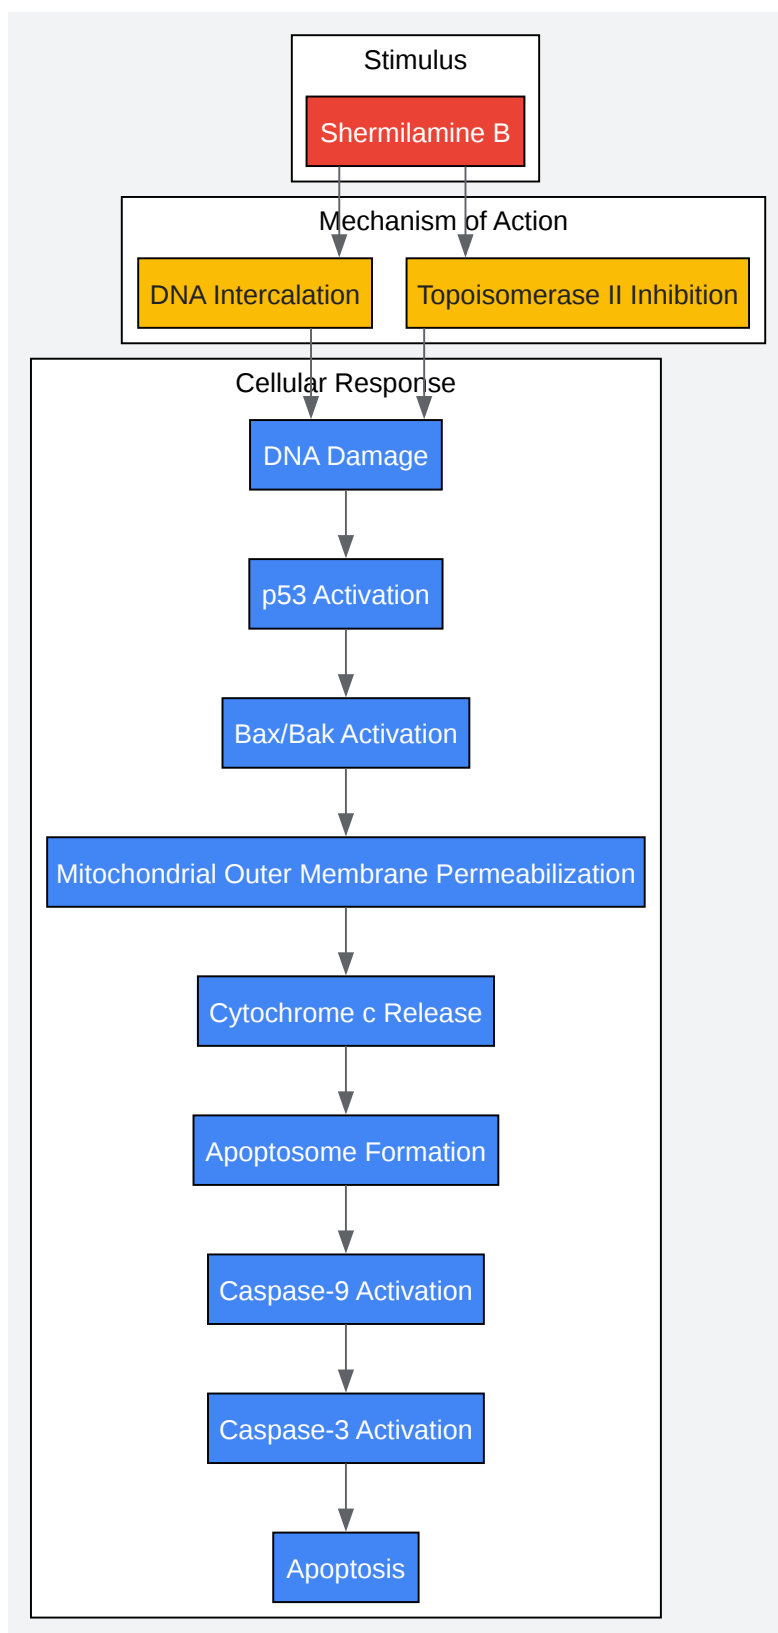 Stimulus
Shermilamine B
Mechanism of Action
DNA Intercalation
Topoisomerase II Inhibition
Cellular Response
DNA Damage
p53 Activation
Bax/Bak Activation
Mitochondrial Outer Membrane Permeabilization
Cytochrome c Release
Apoptosome Formation
Caspase-9 Activation
Caspase-3 Activation
Apoptosis